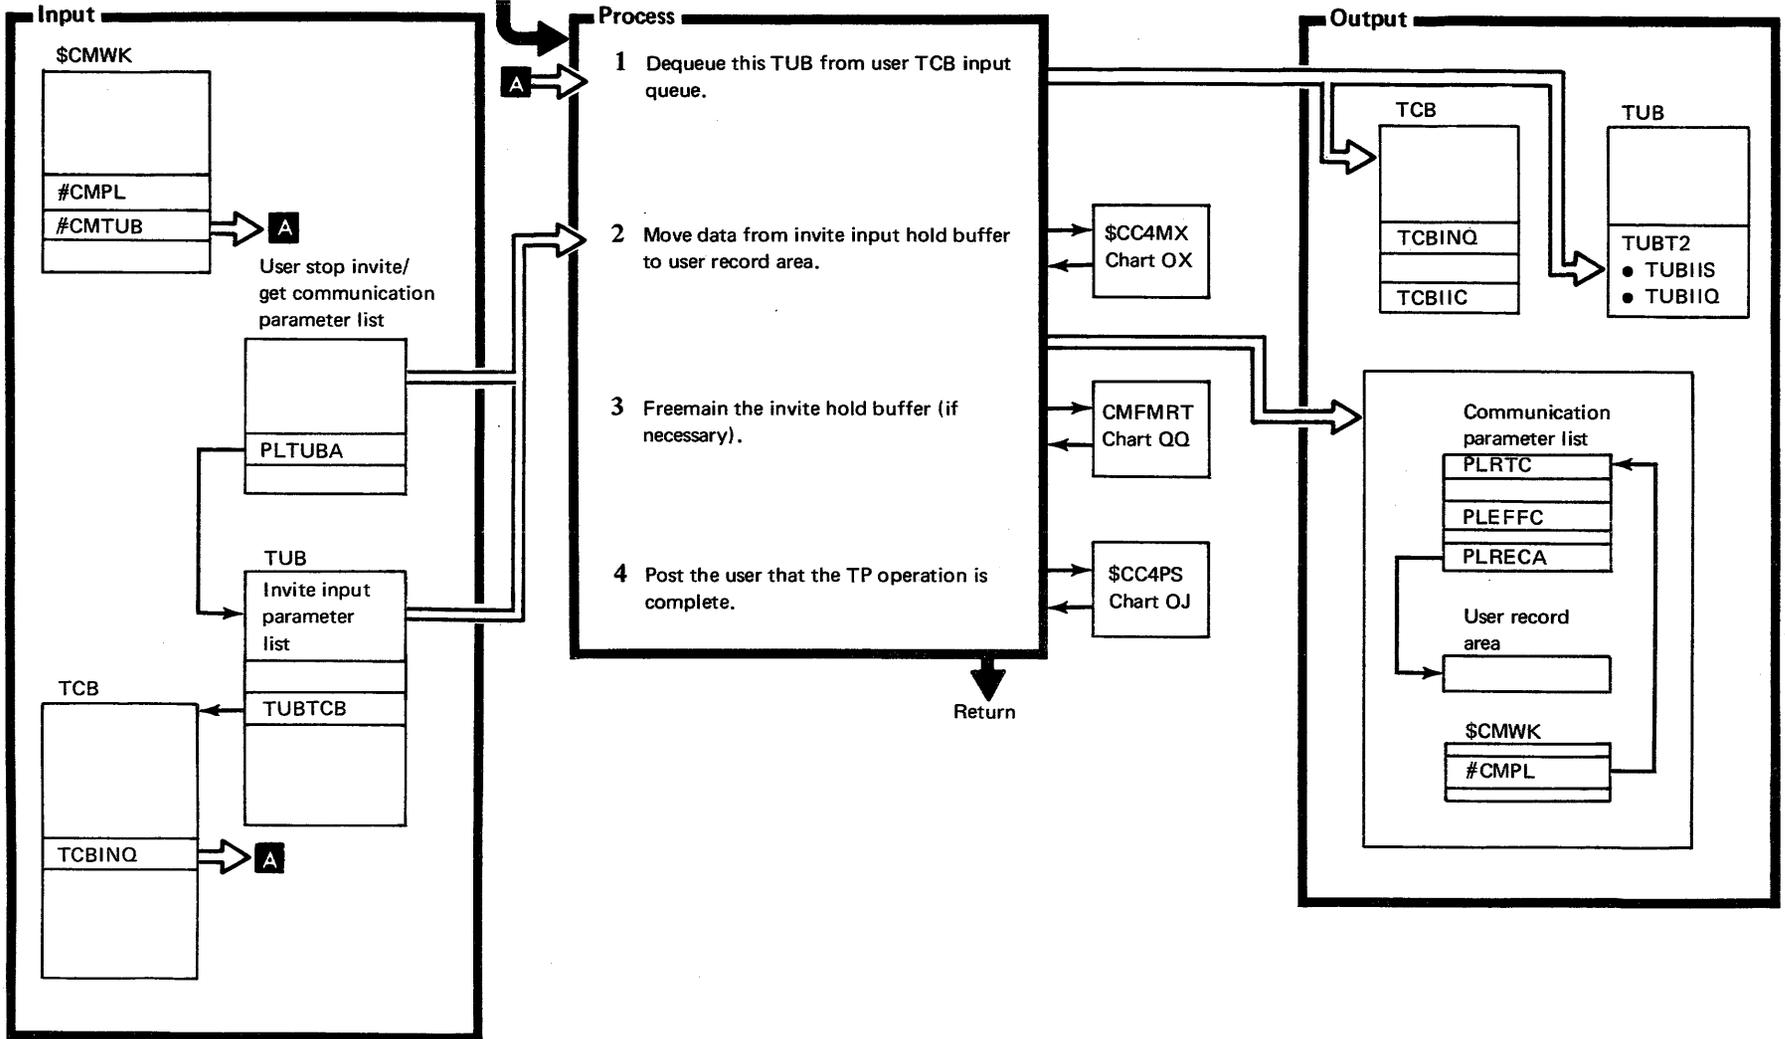 Input
$CMWK
#CMPL
#CMTUB
A
User stop invite/
get communication
parameter list
PLTUBA
TUB
Invite input
parameter
list
TUBTCB
TCB
TCBINQ
A
Process
A
1 Dequeue this TUB from user TCB input
queue.
2 Move data from invite input hold buffer
to user record area.
3 Freemain the invite hold buffer (if
necessary).
4 Post the user that the TP operation is
complete.
Return
$CC4MX
Chart OX
CMFMRT
Chart QQ
$CC4PS
Chart OJ
Output
TCB
TCBINQ
TCBIIC
TUB
TUBT2
● TUBIIS
● TUBIIQ
Communication
parameter list
PLRTC
PLEFFC
PLRECA
User record
area
$CMWK
#CMPL